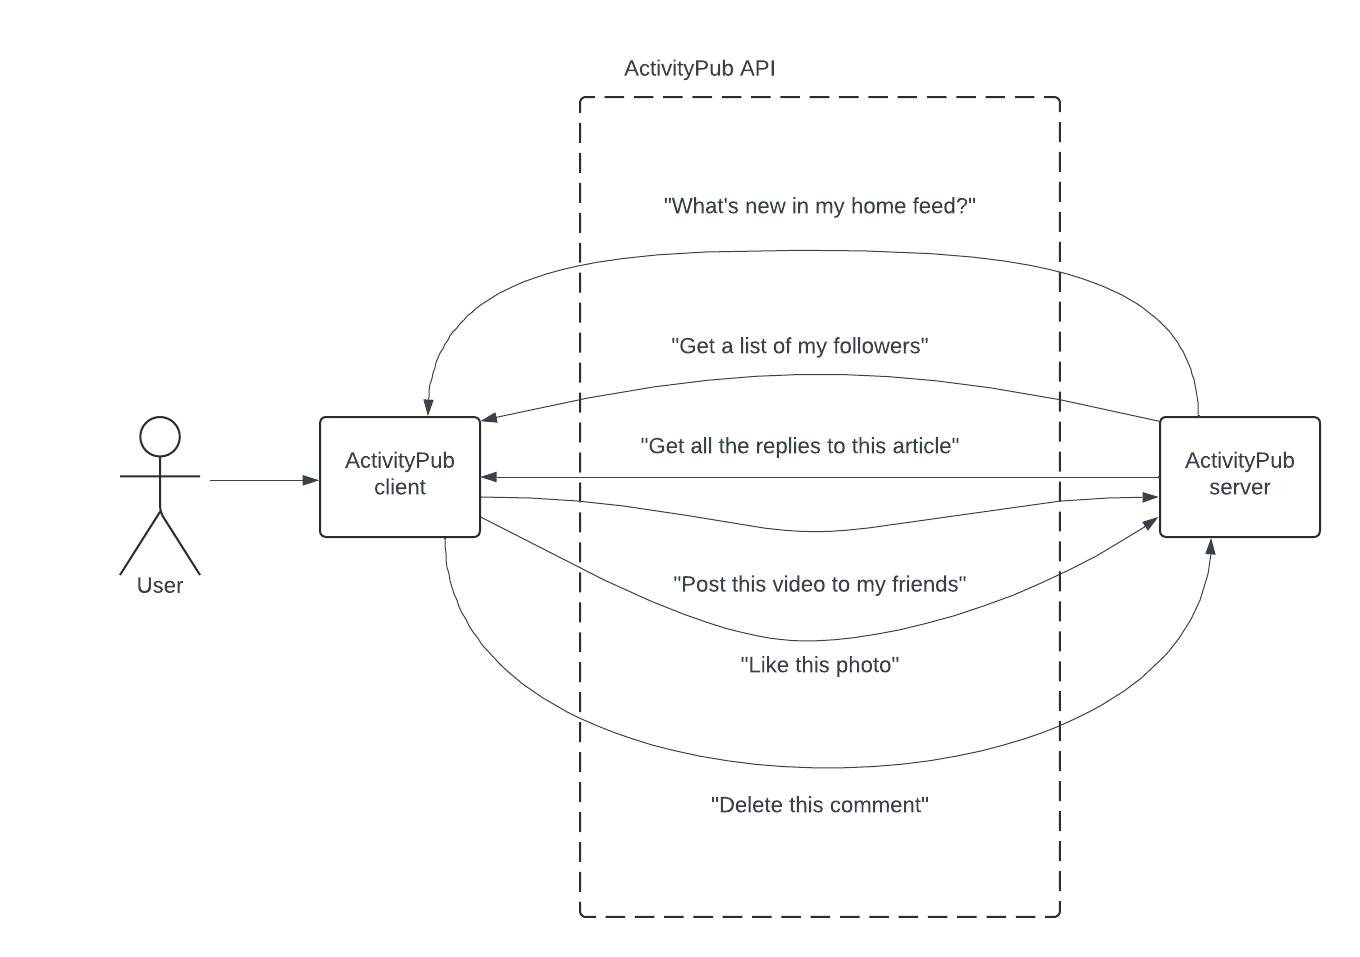 ActivityPub API
"What's new in my home feed?"
"Get a list of my followers"
"Get all the replies to this article"
ActivityPub
client
ActivityPub
server
User
"Post this video to my friends"
"Like this photo"
"Delete this comment"